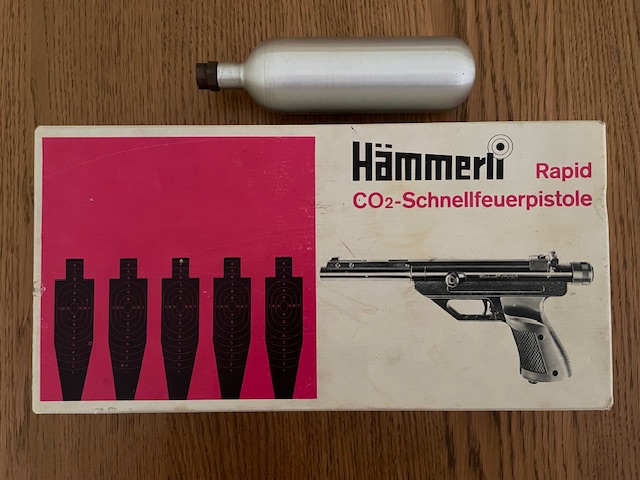 Hämmerli
Rapid
CO2-Schnellfeuerpistole